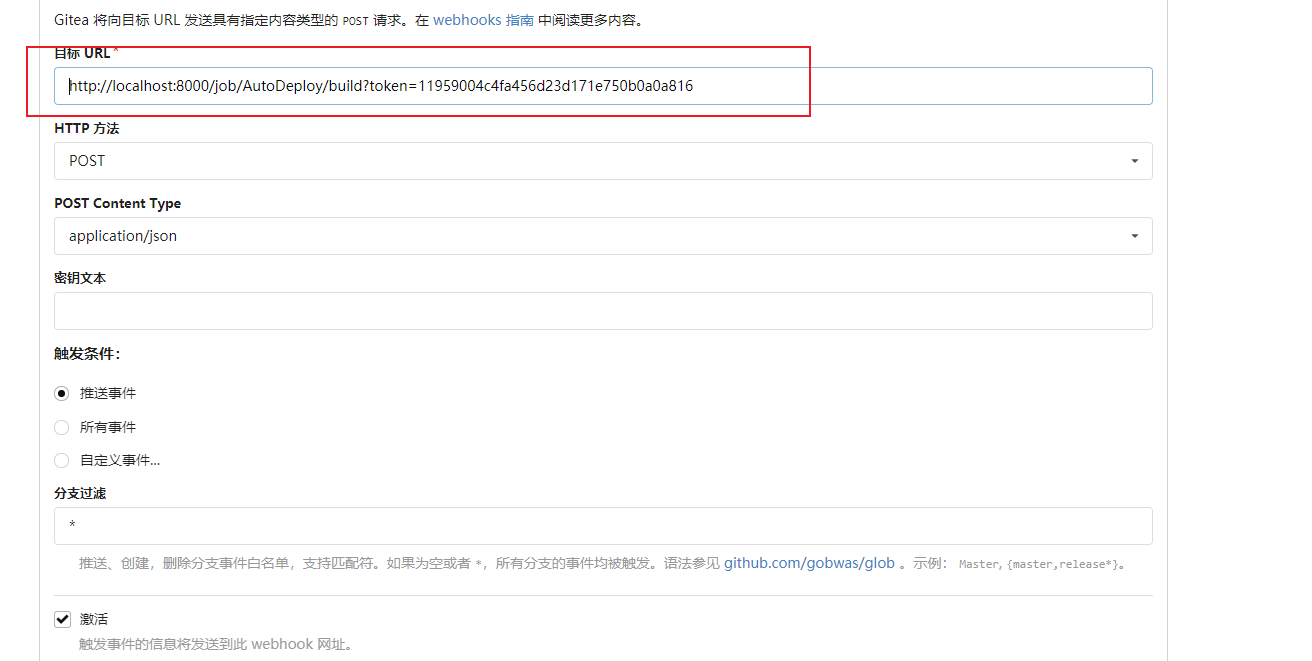 Gitea 将向目标 URL 发送具有指定内容类型的 POST 请求。在 webhooks 指南 中阅读更多内容。
目标 URL*
http://localhost:8000/job/AutoDeploy/build?token=11959004c4fa456d23d171e750b0a0a816
HTTP 方法
POST
POST Content Type
application/json
密钥文本
触发条件：
推送事件
所有事件
自定义事件...
分支过滤
*
推送、创建，删除分支事件白名单，支持匹配符。如果为空或者 *，所有分支的事件均被触发。语法参见 github.com/gobwas/glob 。示例： Master, {master,release*}。
激活
触发事件的信息将发送到此 webhook 网址。